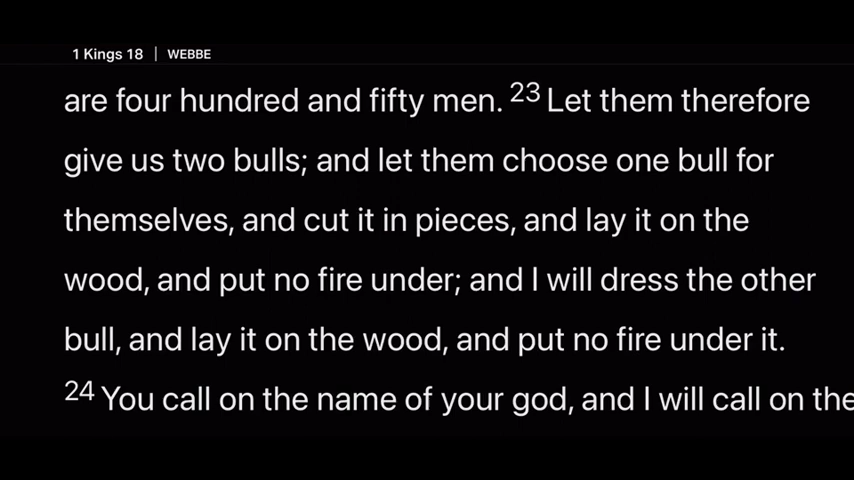 1 Kings 18 | WEBBE
are four hundred and fifty men. 23 Let them therefore
give us two bulls; and let them choose one bull for
themselves, and cut it in pieces, and lay it on the
wood, and put no fire under; and I will dress the other
bull, and lay it on the wood, and put no fire under it.
24 You call on the name of your god, and I will call on the